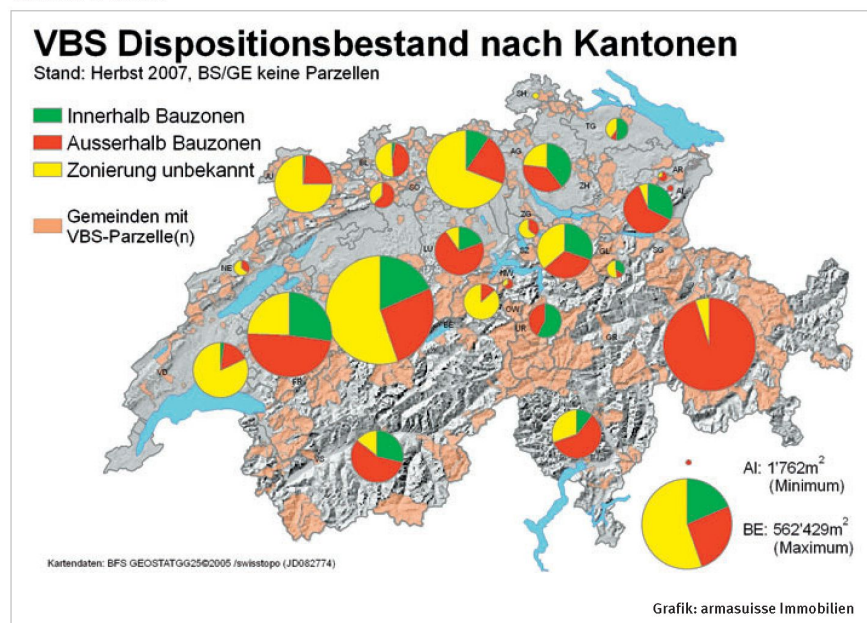 VBS Dispositionsbestand nach Kantonen
Stand: Herbst 2007, BS/GE keine Parzellen
Innerhalb Bauzonen
Ausserhalb Bauzonen
Zonierung unbekannt
Gemeinden mit
VBS-Parzelle(n)
SH
TG
BL
JU
SO
AG
ZH
AR
AI
ZG
LU
SZ
SG
GL
NE
NW
OW
UR
BE
GR
VD
FR
VS
AI: 1'762m²
(Minimum)
BE: 562'429m²
(Maximum)
Kartendaten: BFS GEOSTATGG25©2005 /swisstopo (JD082774)
Grafik: armasuisse Immobilien